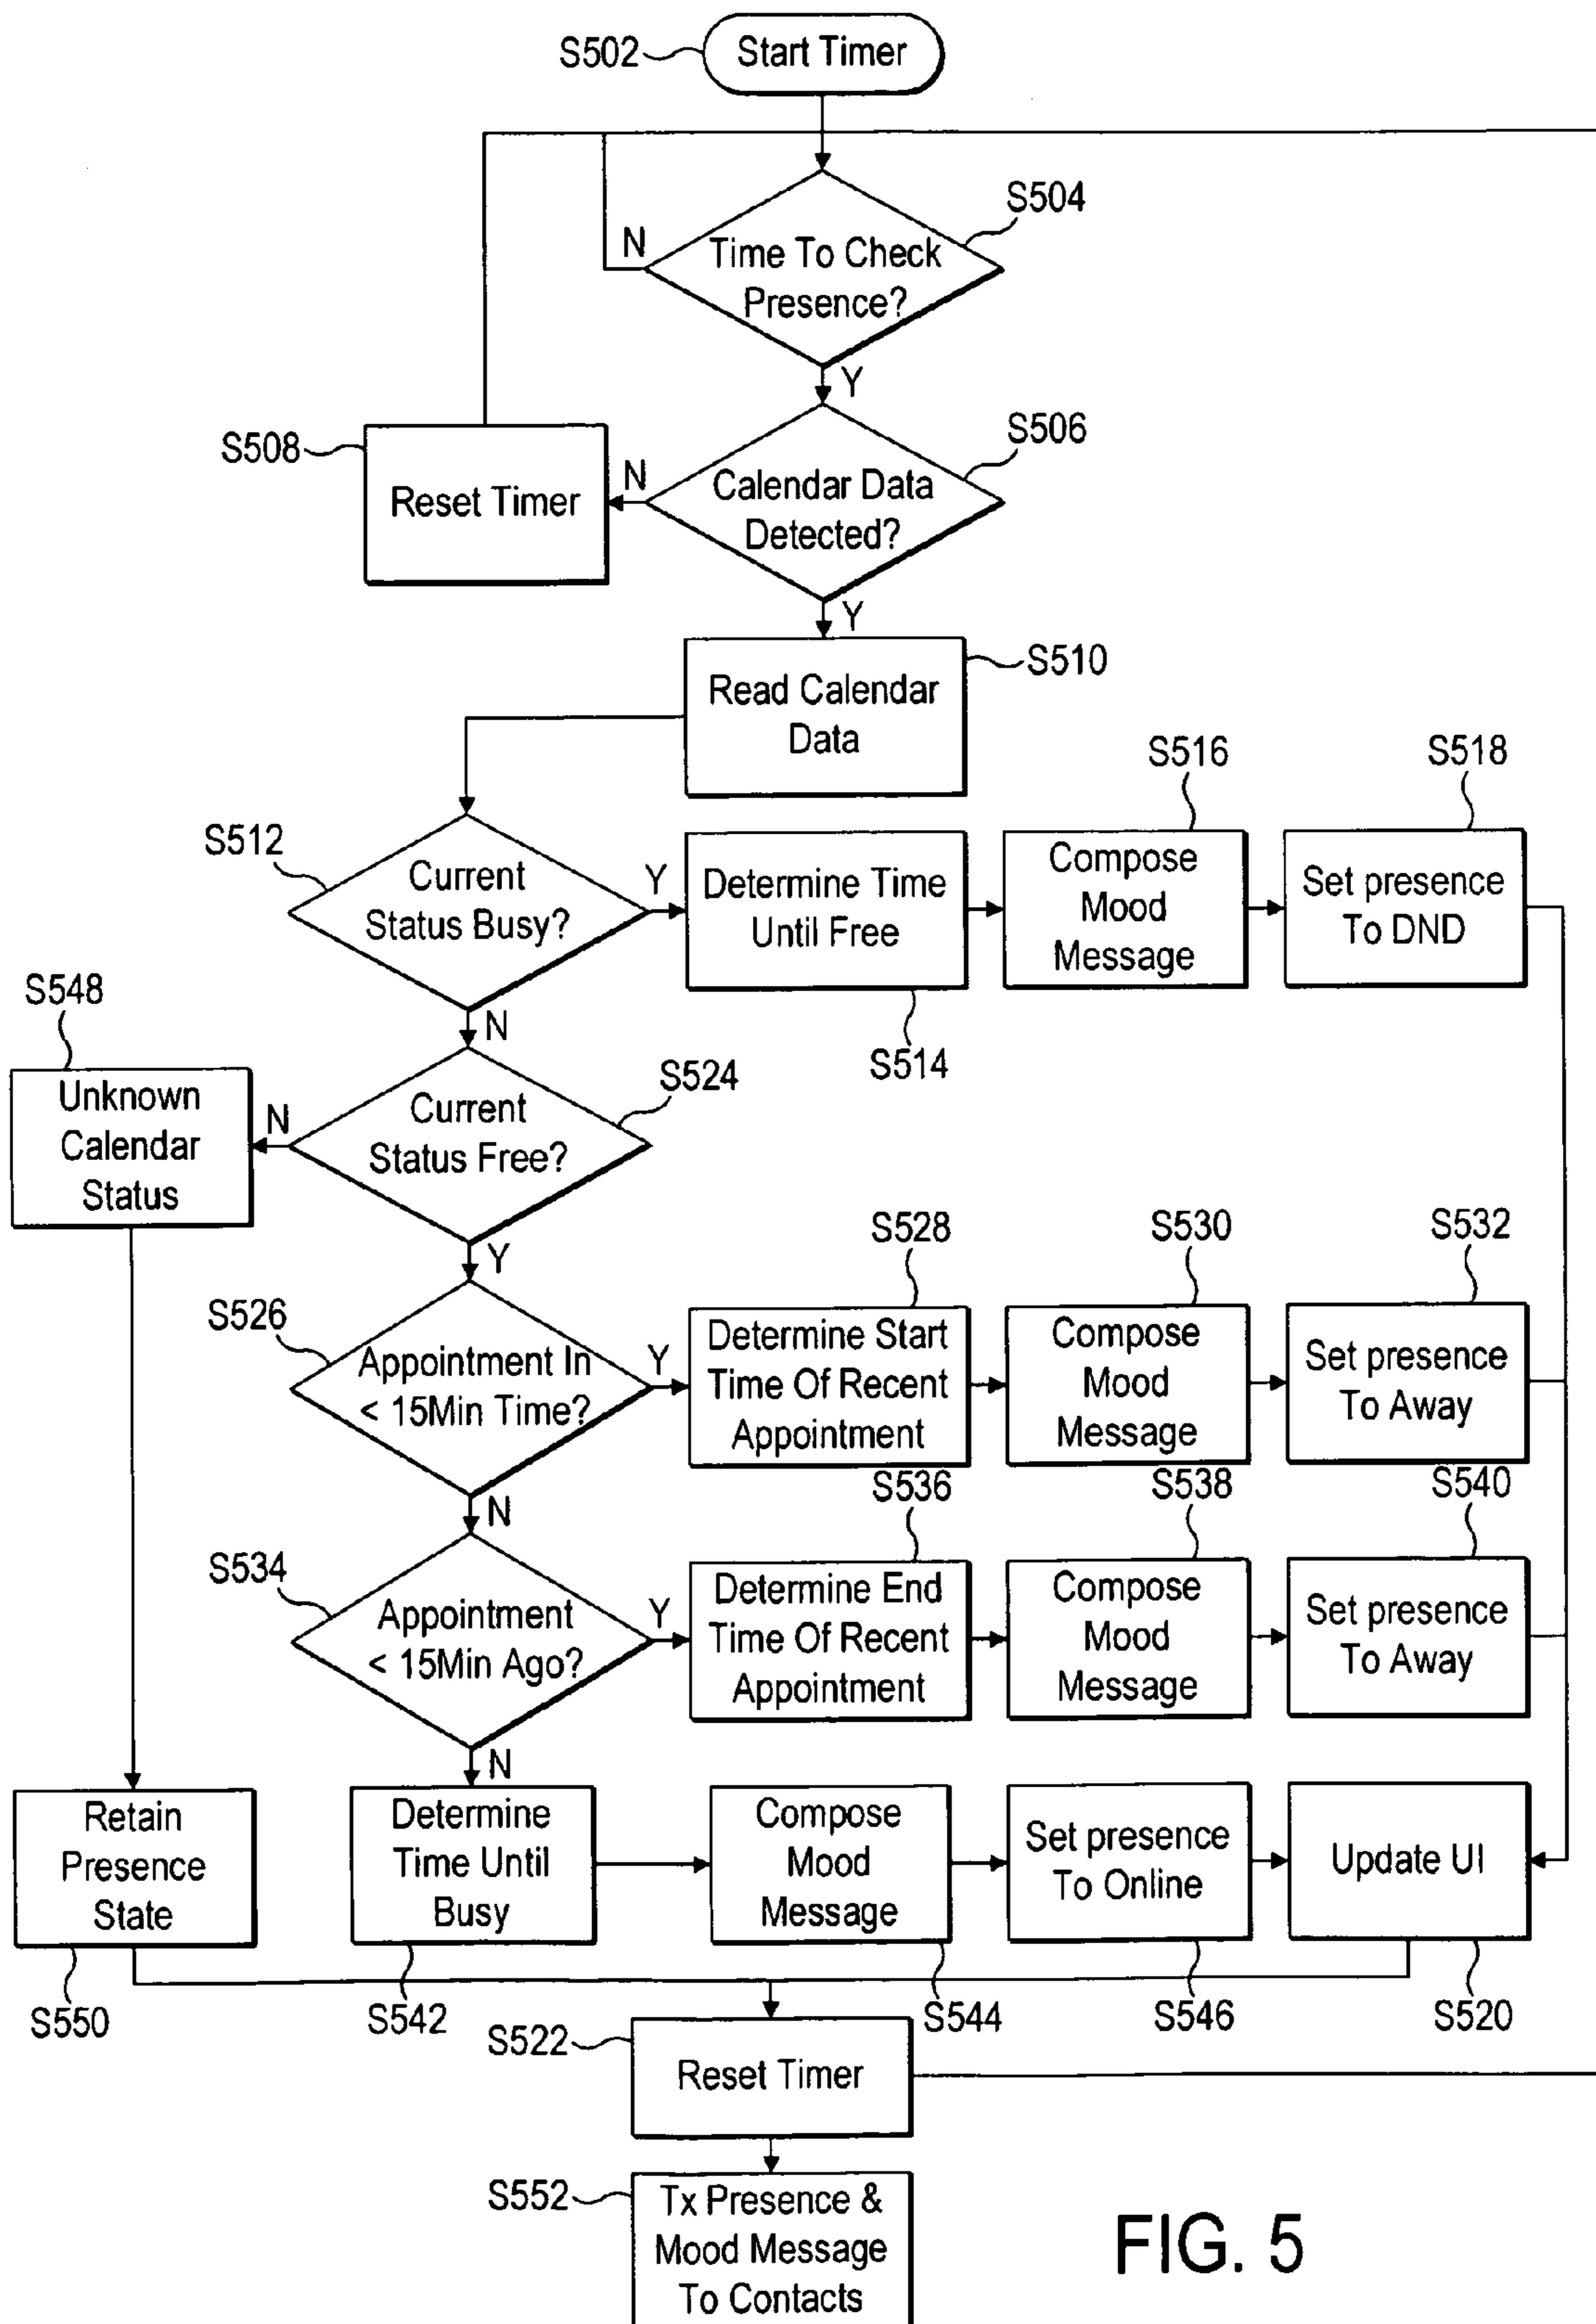 S502
Start Timer
S504
N
Time To Check
Presence?
Y
S506
S508
N
Calendar Data
Detected?
Reset Timer
Y
S510
Read Calendar
Data
S516
S518
S512
Current
Status Busy?
Y
Determine Time
Until Free
Compose
Mood
Message
Set presence
To DND
S548
N
S514
S524
Unknown
Calendar
Status
N
Current
Status Free?
Y
S528
S530
S532
S526
Appointment In
< 15Min Time?
Y
Determine Start
Time Of Recent
Appointment
Compose
Mood
Message
Set presence
To Away
N
S536
S538
S540
S534
Appointment
< 15Min Ago?
Y
Determine End
Time Of Recent
Appointment
Compose
Mood
Message
Set presence
To Away
N
Retain
Presence
State
Determine
Time Until
Busy
Compose
Mood
Message
Set presence
To Online
Update UI
S550
S542
S544
S546
S520
S522
Reset Timer
S552
Tx Presence &
Mood Message
To Contacts
FIG. 5